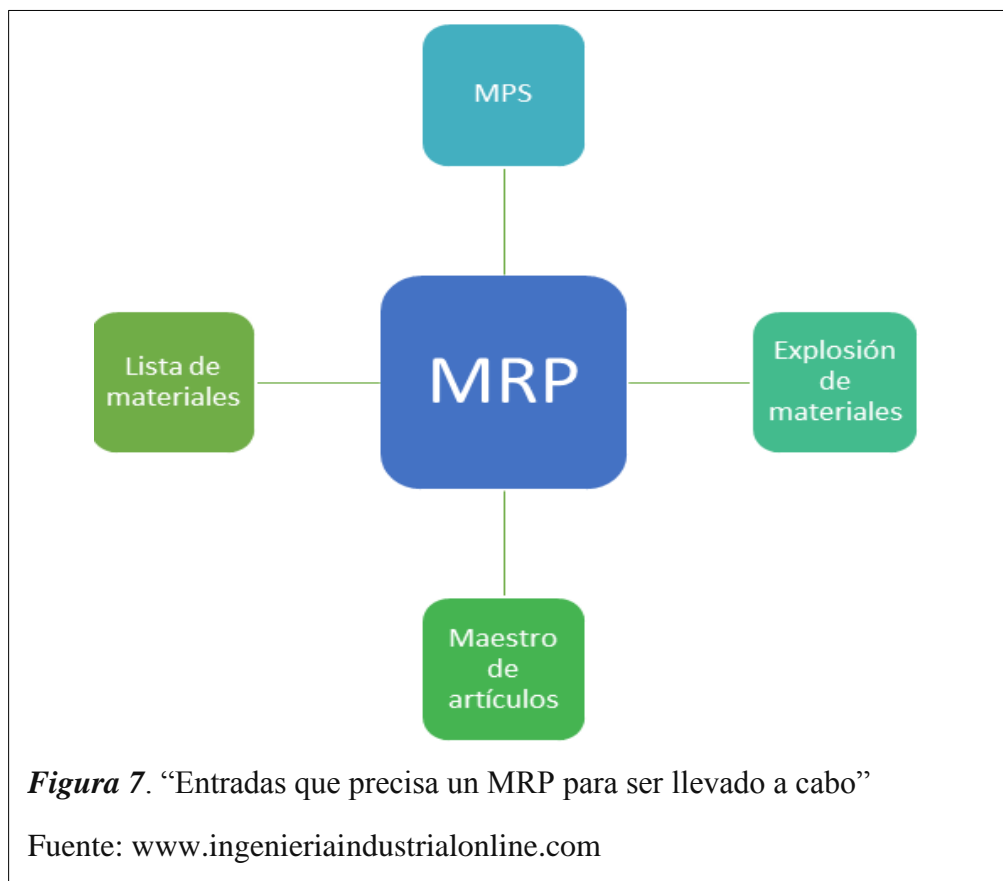 MPS
Lista de
materiales
MRP
Explosión
de
materiales
Maestro
de
artículos
Figura 7. “Entradas que precisa un MRP para ser llevado a cabo”
Fuente: www.ingenieriaindustrialonline.com